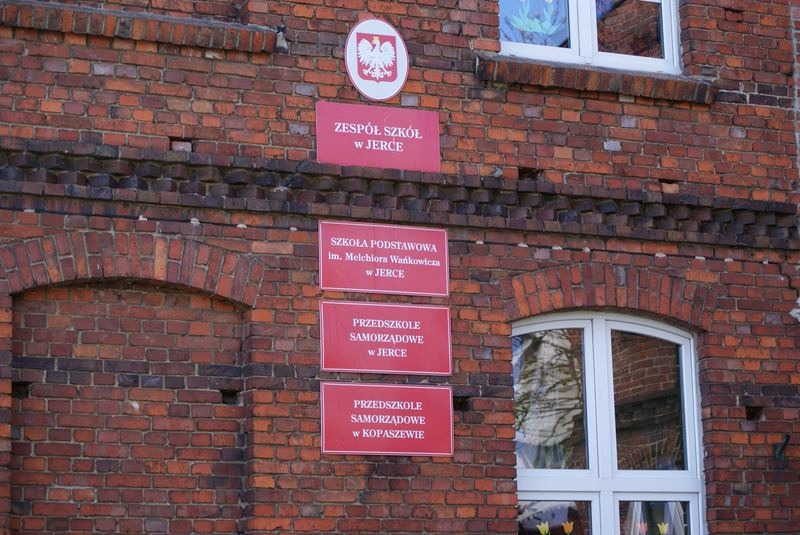 ZESPÓŁ SZKÓŁ
w JERCE
SZKOŁA PODSTAWOWA
im. Melchiora Wańkowicza
w JERCE
PRZEDSZKOLE
SAMORZĄDOWE
w JERCE
PRZEDSZKOLE
SAMORZĄDOWE
w KOPASZEWIE